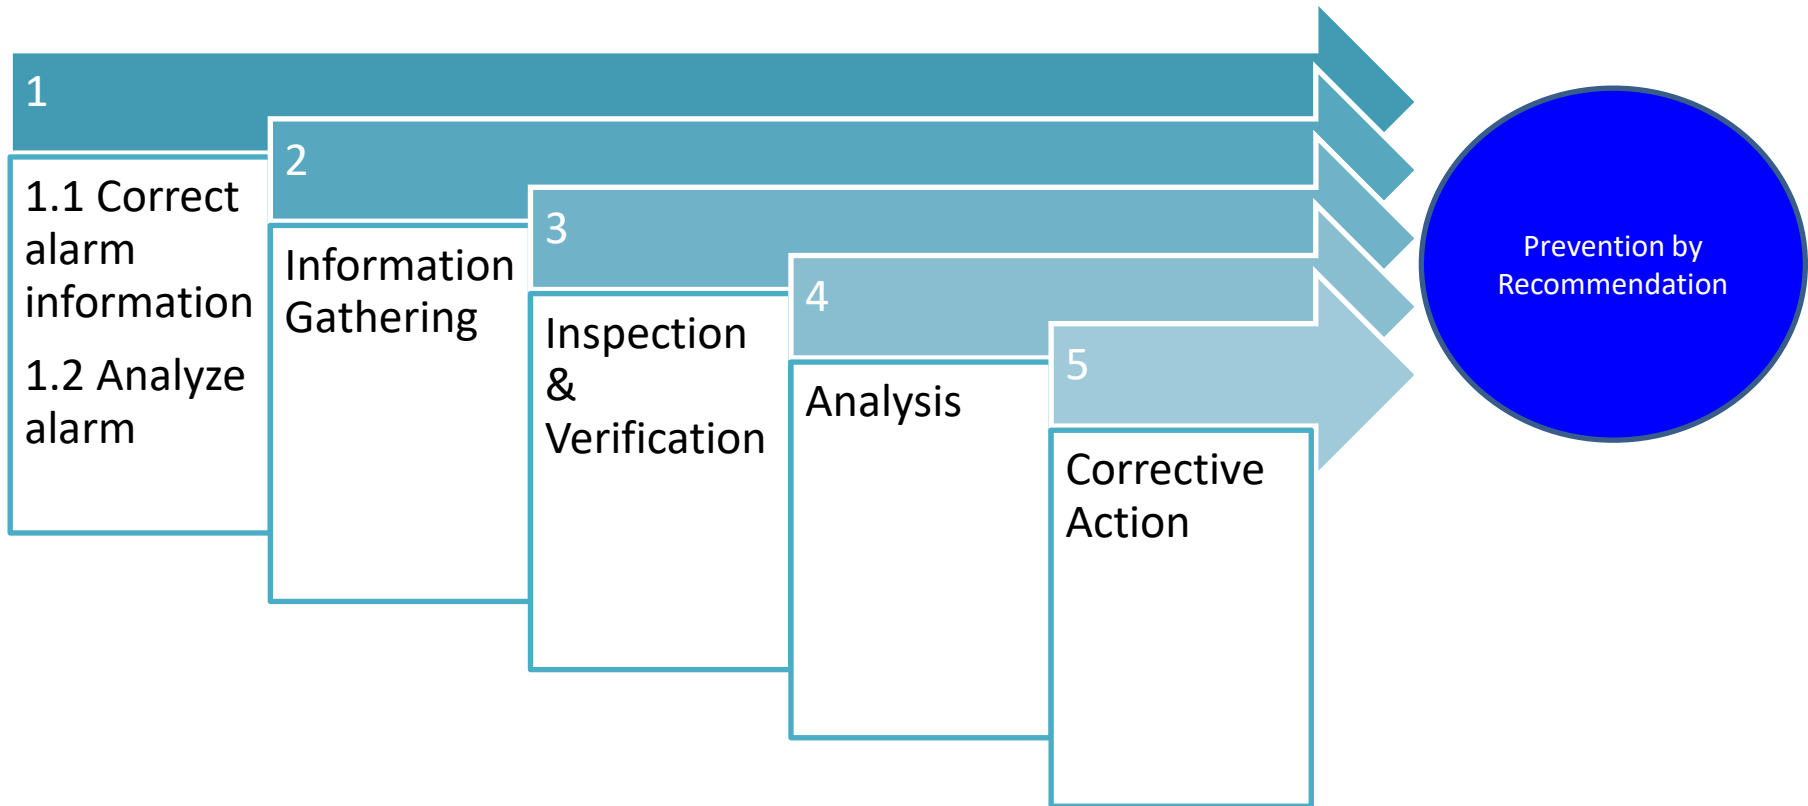 1
1.1 Correct
alarm
information
1.2 Analyze
alarm
2
Information
Gathering
3
Inspection
&
Verification
4
Analysis
5
Corrective
Action
Prevention by
Recommendation